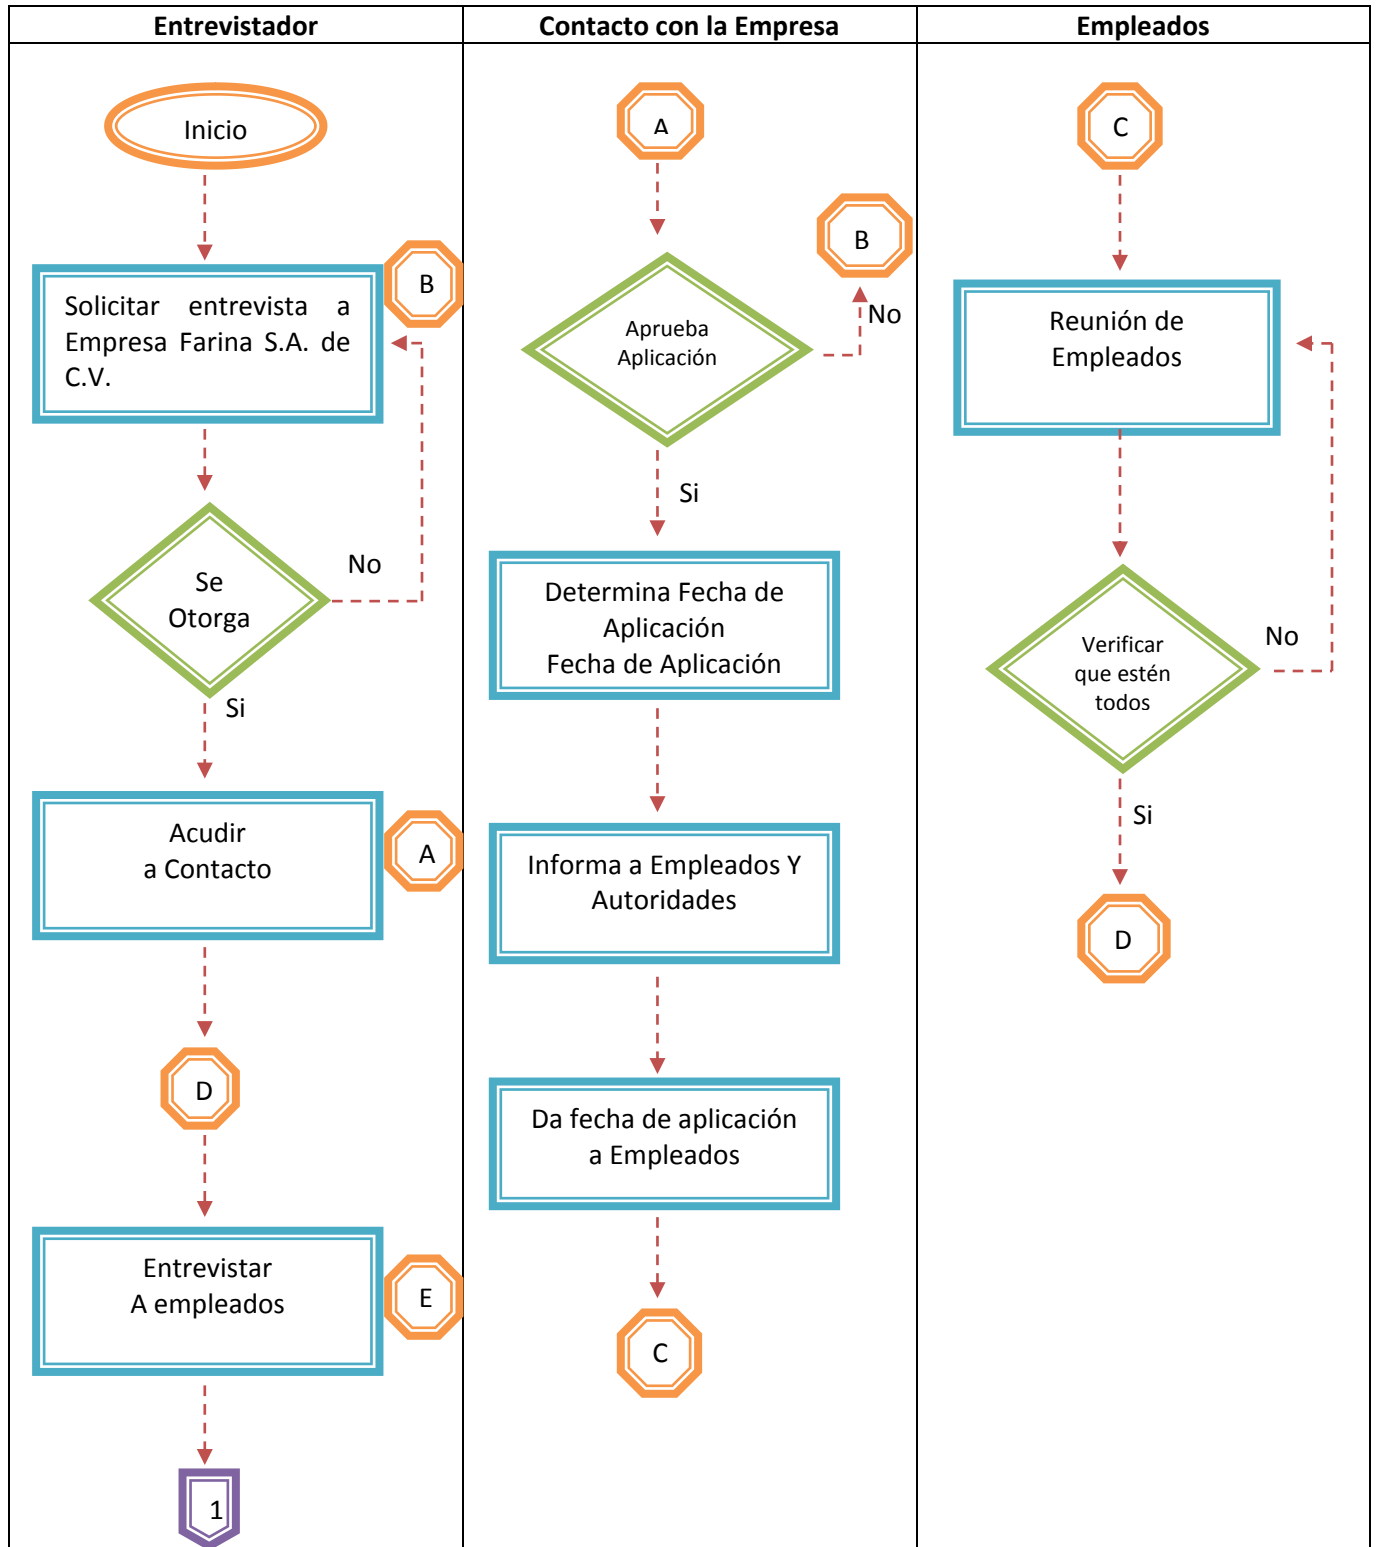 Entrevistador
Contacto con la Empresa
Empleados
Inicio
B
Solicitar entrevista a
Empresa Farina S.A. de
C.V.
No
Se
Otorga
Si
Acudir
a Contacto
A
D
Entrevistar
A empleados
E
1
A
B
No
Aprueba
Aplicación
Si
Determina Fecha de
Aplicación
Fecha de Aplicación
Informa a Empleados Y
Autoridades
Da fecha de aplicación
a Empleados
C
C
Reunión de
Empleados
No
Verificar
que estén
todos
Si
D